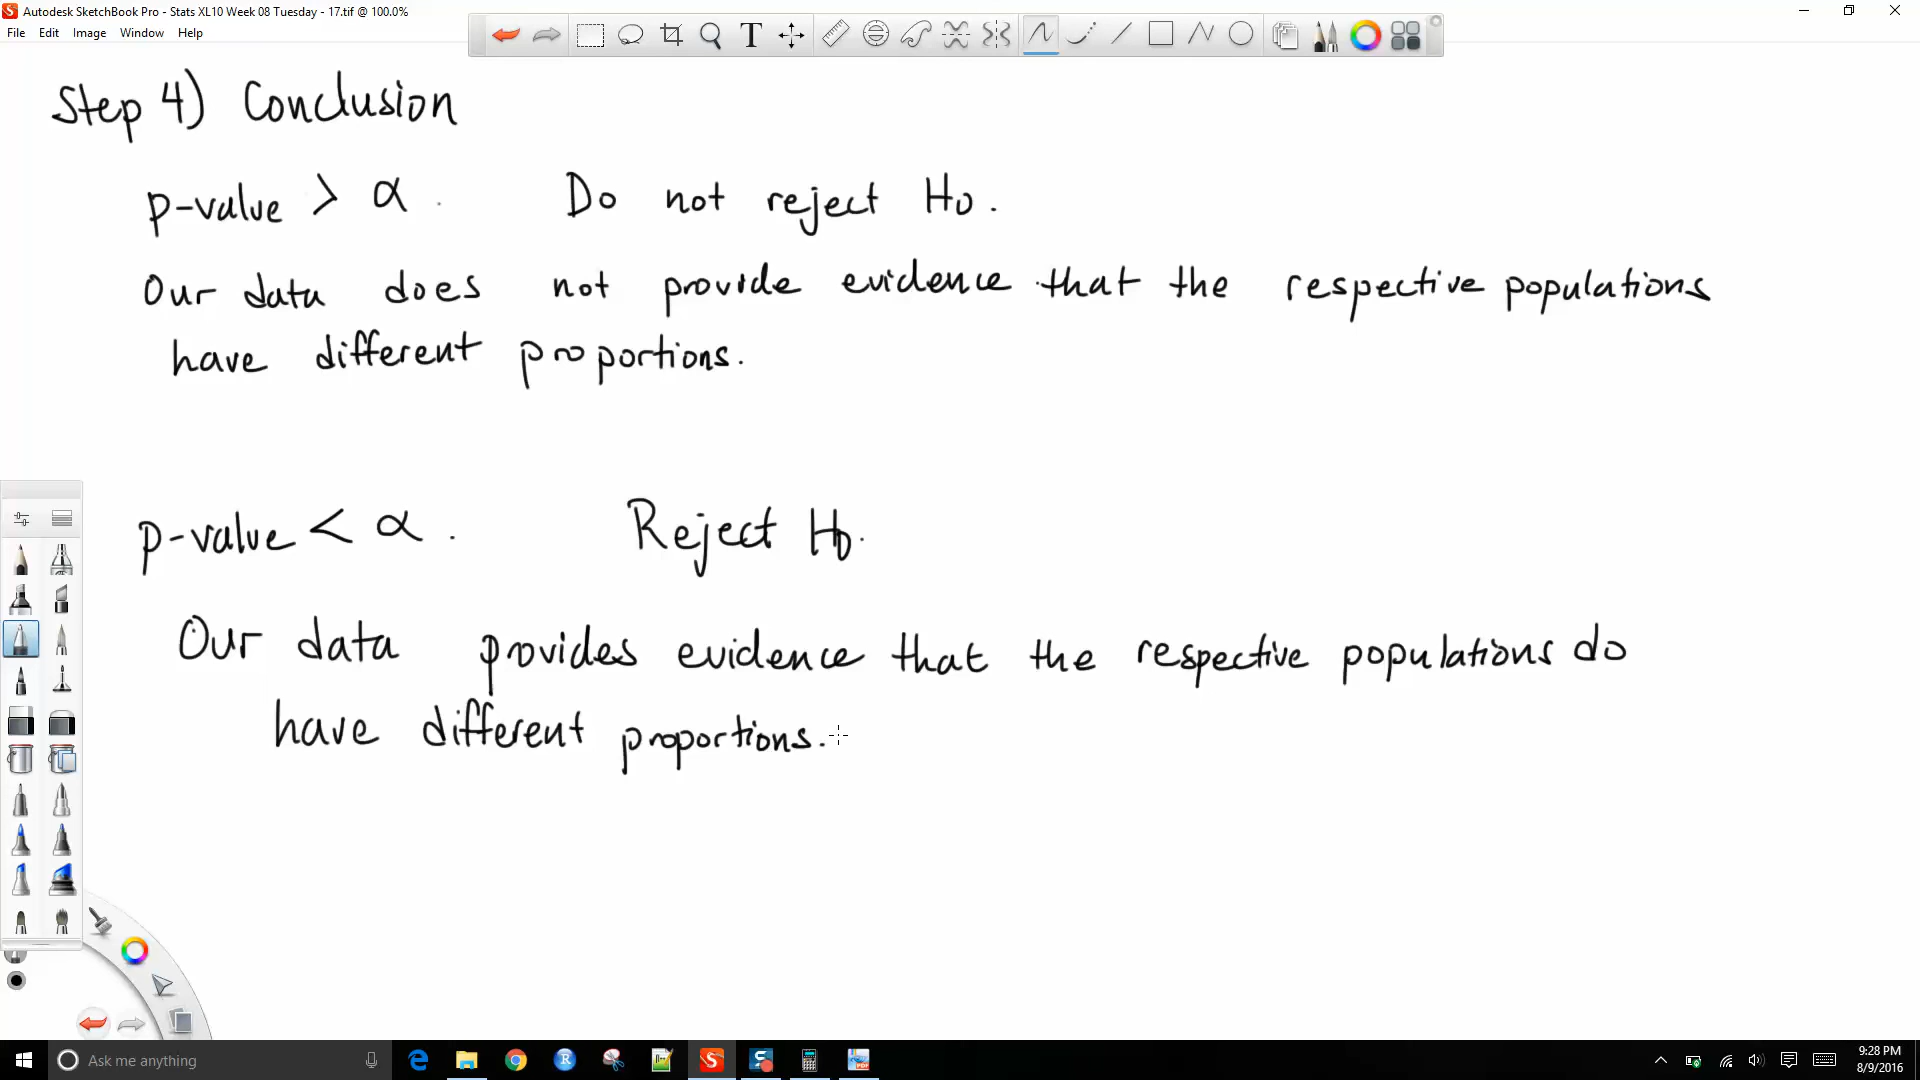 Autodesk SketchBook Pro - Stats XL10 Week 08 Tuesday - 17.tif @ 100.0%
File Edit Image Window Help
Step 4) Conclusion
p-value > α . Do not reject H0.
Our data does not provide evidence that the respective populations
have different proportions.
p-value < α . Reject H0.
Our data provides evidence that the respective populations do
have different proportions.
Ask me anything
9:28 PM
8/9/2016